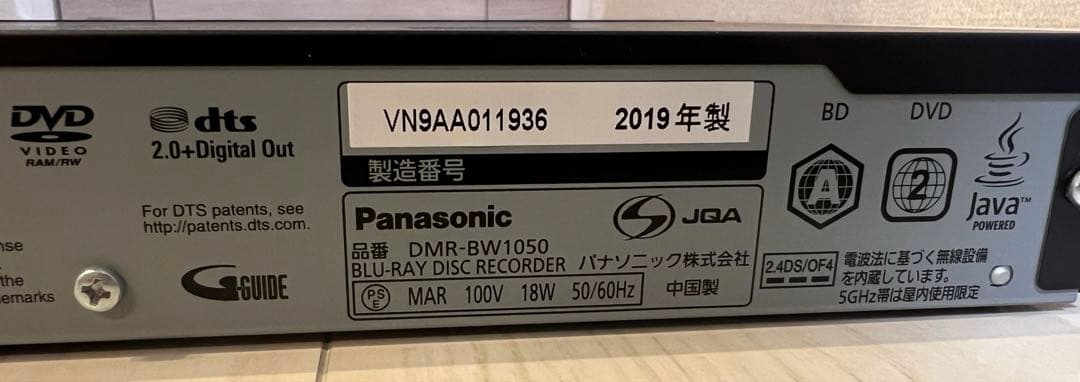 DVD
VIDEO
RAM/RW
dts
2.0+Digital Out
For DTS patents, see
http://patents.dts.com.
the
G-GUIDE
VN9AA011936 2019年製
製造番号
Panasonic
JQA
品番 DMR-BW1050
BLU-RAY DISC RECORDER パナソニック株式会社
PSE MAR 100V 18W 50/60Hz 中国製
BD DVD
A 2
Java™
POWERED
2.4DS/OF4
電波法に基づく無線設備
を内蔵しています。
5GHz帯は屋内使用限定